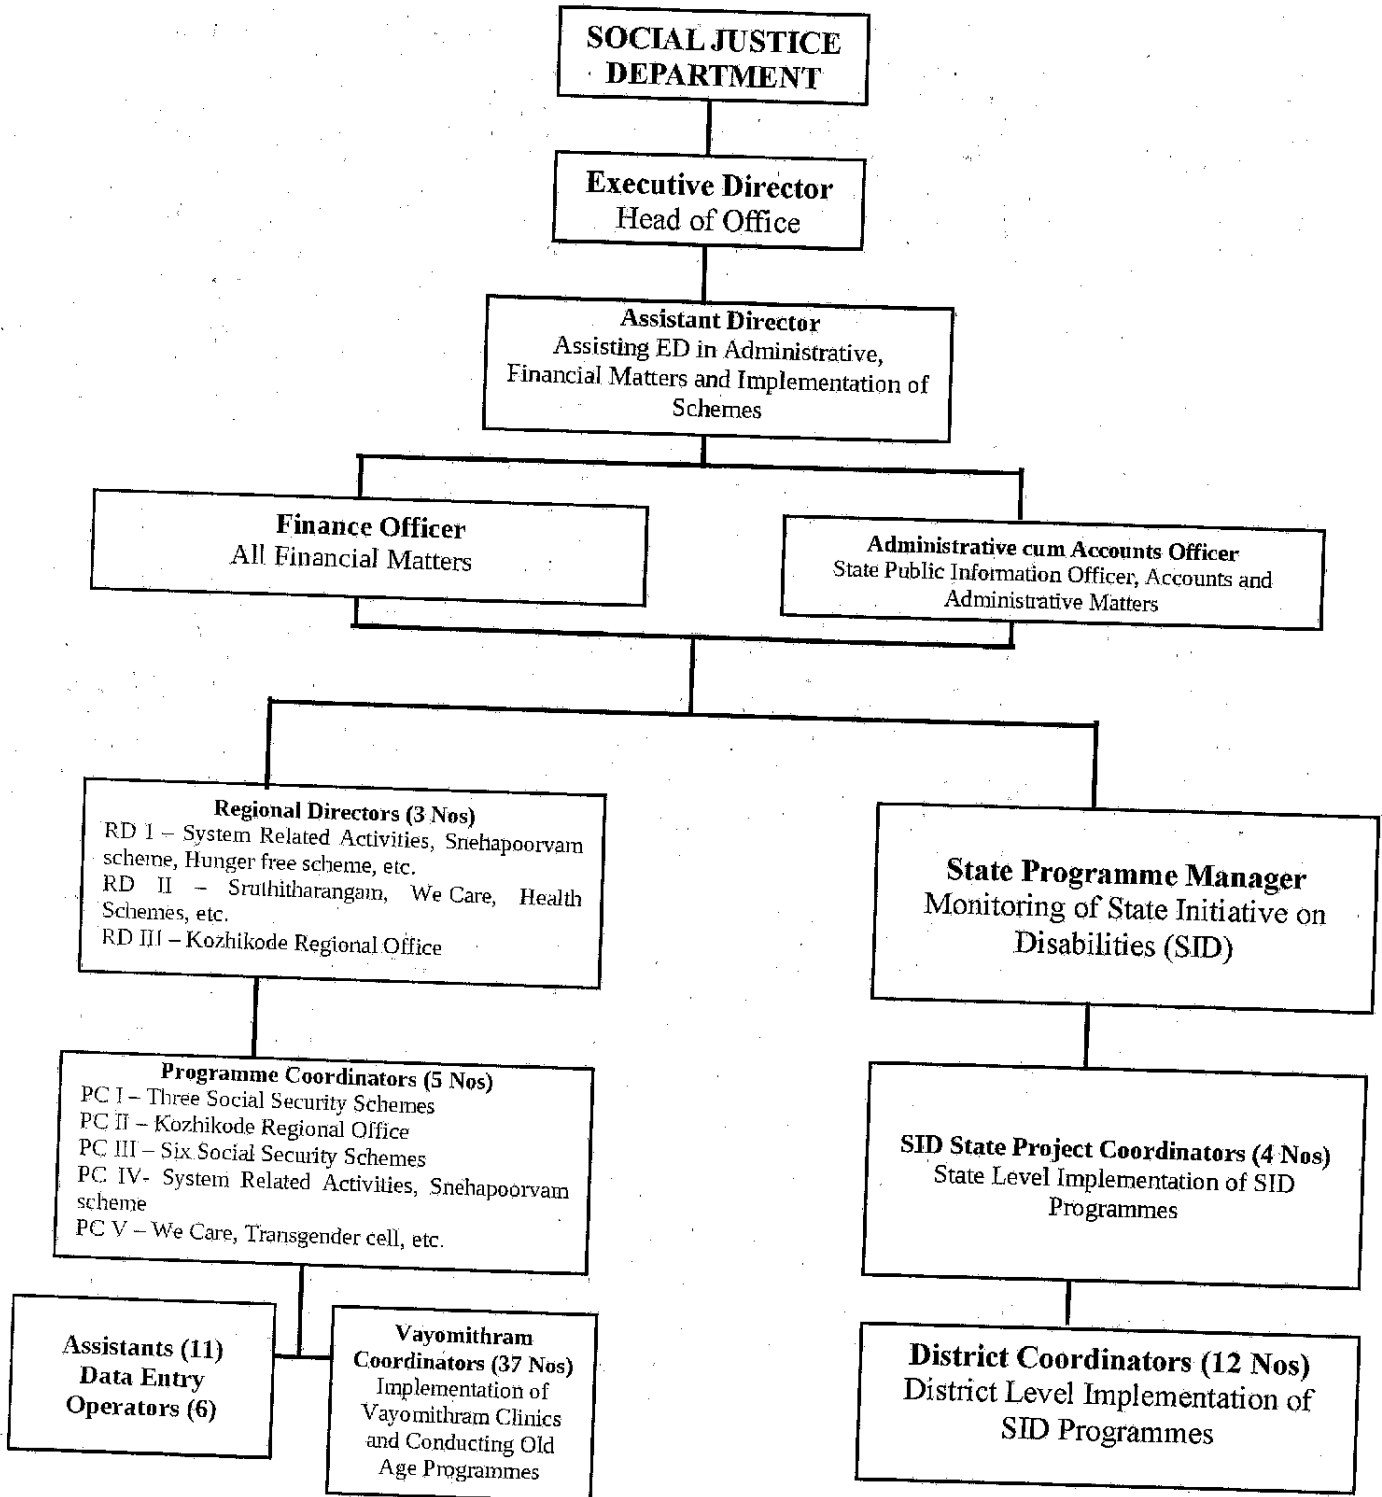 SOCIAL JUSTICE
DEPARTMENT
Executive Director
Head of Office
Assistant Director
Assisting ED in Administrative,
Financial Matters and Implementation of
Schemes
Finance Officer
All Financial Matters
Administrative cum Accounts Officer
State Public Information Officer, Accounts and
Administrative Matters
Regional Directors (3 Nos)
RD I – System Related Activities, Snehapoorvam
scheme, Hunger free scheme, etc.
RD II – Sruthitharangam, We Care, Health
Schemes, etc.
RD III – Kozhikode Regional Office
State Programme Manager
Monitoring of State Initiative on
Disabilities (SID)
Programme Coordinators (5 Nos)
PC I – Three Social Security Schemes
PC II – Kozhikode Regional Office
PC III – Six Social Security Schemes
PC IV- System Related Activities, Snehapoorvam
scheme
PC V – We Care, Transgender cell, etc.
SID State Project Coordinators (4 Nos)
State Level Implementation of SID
Programmes
Assistants (11)
Data Entry
Operators (6)
Vayomithram
Coordinators (37 Nos)
Implementation of
Vayomithram Clinics
and Conducting Old
Age Programmes
District Coordinators (12 Nos)
District Level Implementation of
SID Programmes